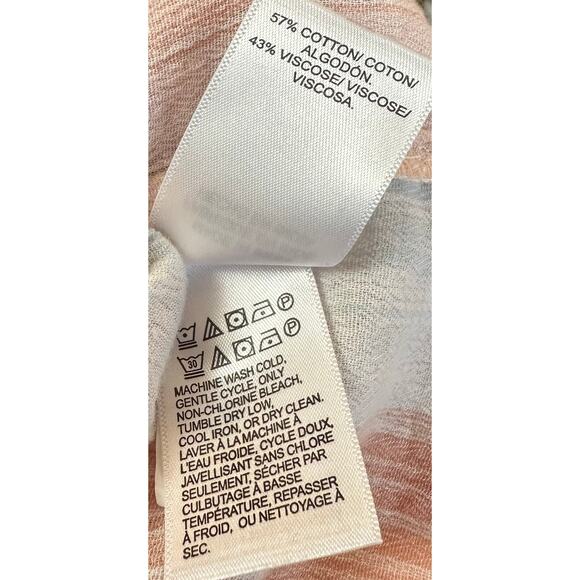 57% COTTON/ COTON/
ALGODÓN.
43% VISCOSE/ VISCOSE/
VISCOSA.
P
30 P
MACHINE WASH COLD,
GENTLE CYCLE, ONLY
NON-CHLORINE BLEACH,
TUMBLE DRY LOW,
COOL IRON, OR DRY CLEAN.
LAVER À LA MACHINE À
L'EAU FROIDE, CYCLE DOUX,
JAVELLISANT SANS CHLORE
SEULEMENT, SÉCHER PAR
CULBUTAGE À BASSE
TEMPÉRATURE, REPASSER
À FROID, OU NETTOYAGE À
SEC.